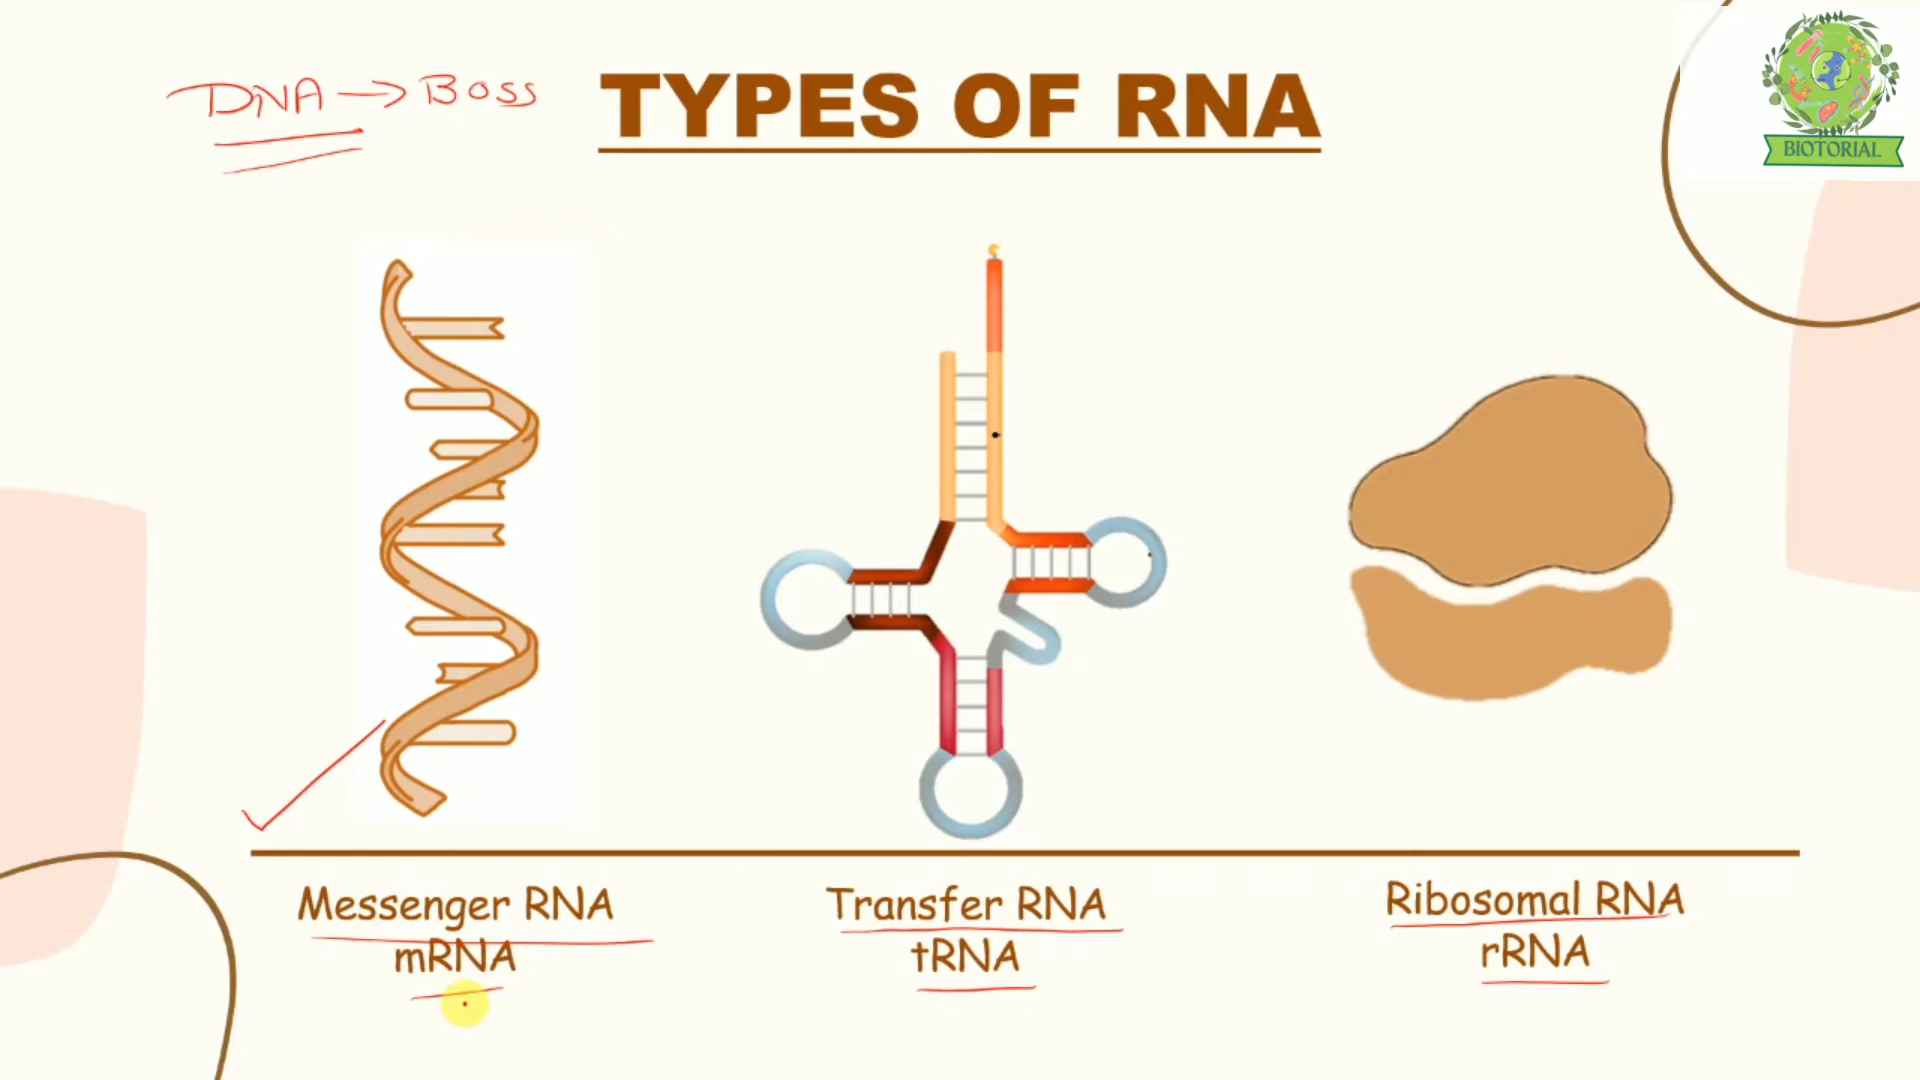 DNA → Boss
TYPES OF RNA
BIOTORIAL
Messenger RNA
mRNA
Transfer RNA
tRNA
Ribosomal RNA
rRNA